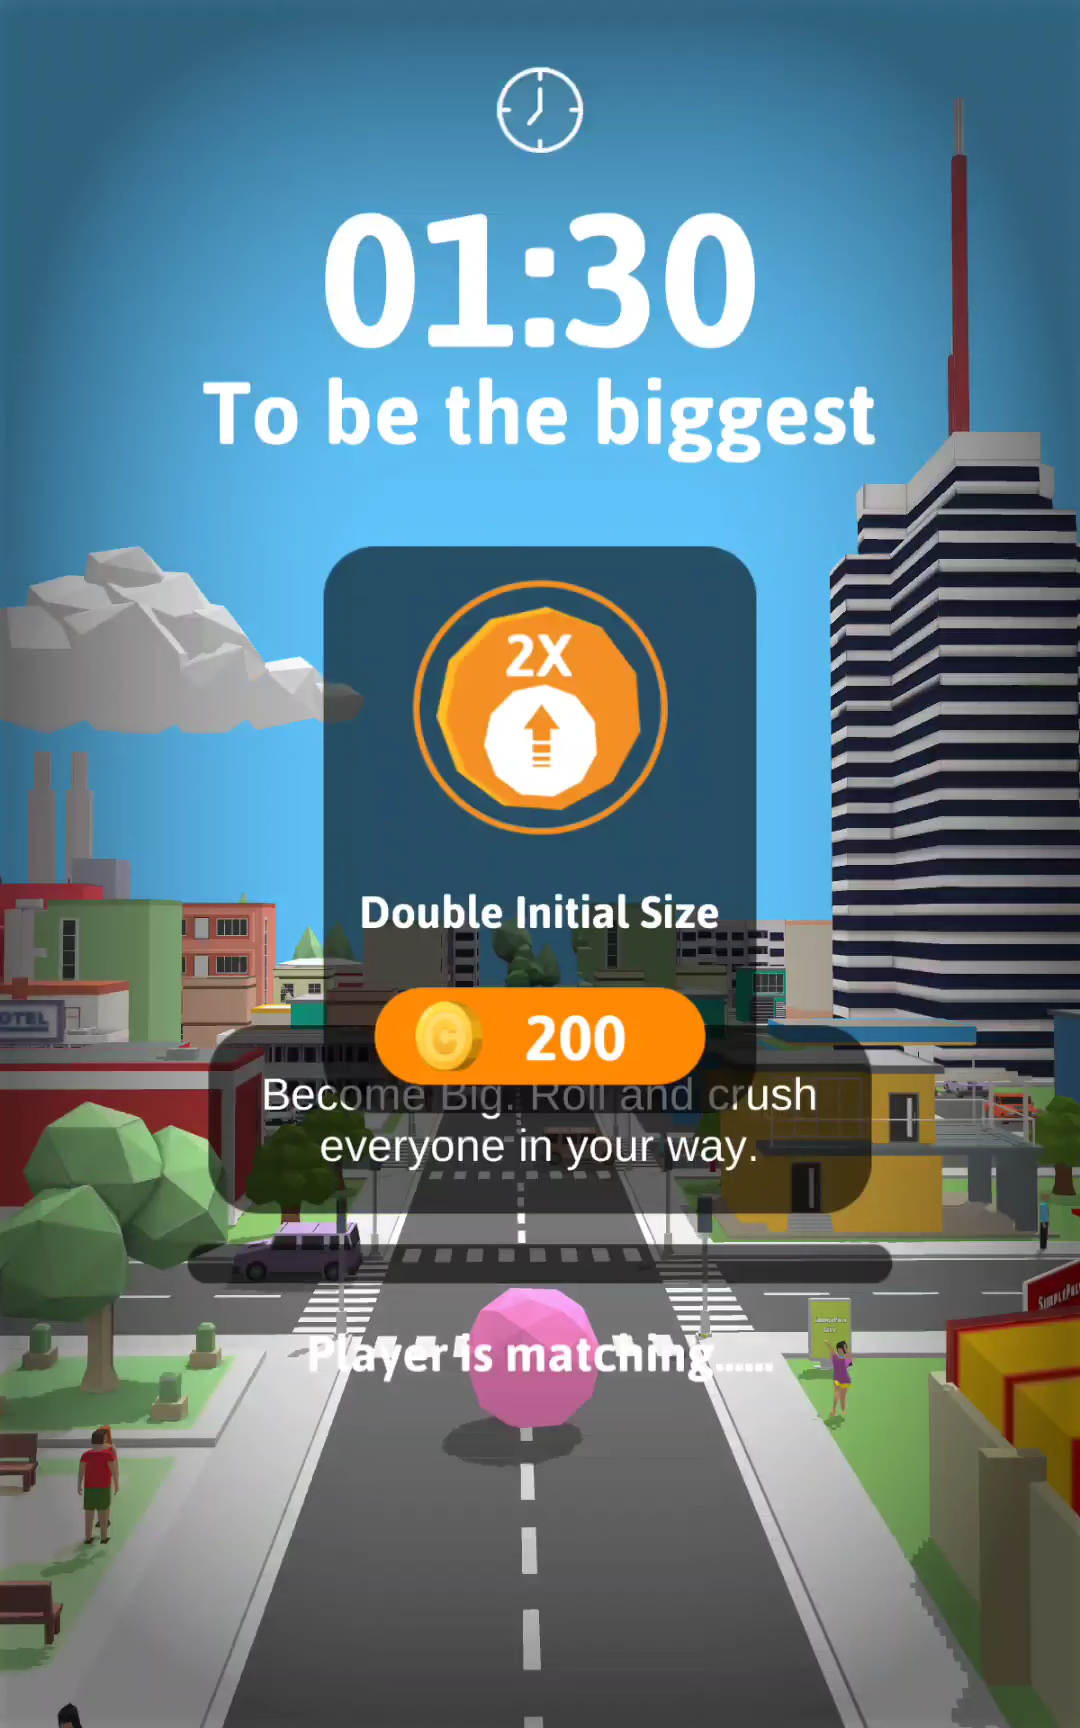 01:30
To be the biggest
2X
Double Initial Size
200
Become Big. Roll and crush
everyone in your way.
OTEL
Player is matching......